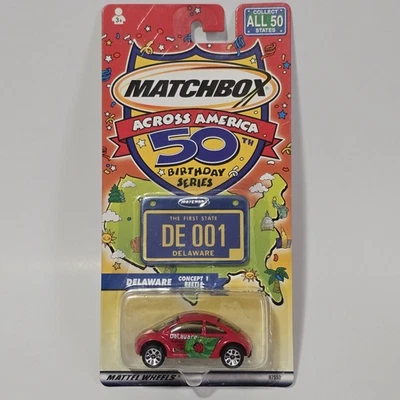 COLLECT
ALL 50
STATES
3+
MATCHBOX
ACROSS AMERICA
50TH
BIRTHDAY
SERIES
MATCHBOX
THE FIRST STATE
DE 001
DELAWARE
DELAWARE CONCEPT 1
BEETLE
Delaware
MATTEL WHEELS